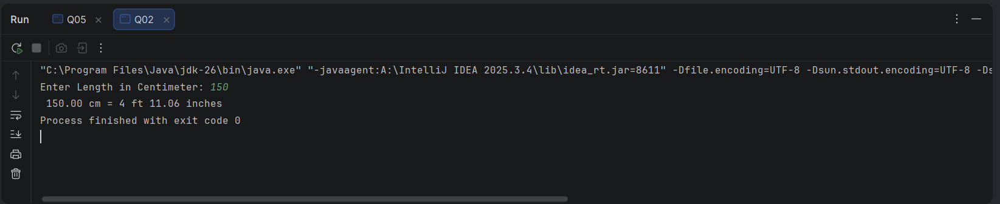 Run Q05 Q02
"C:\Program Files\Java\jdk-26\bin\java.exe" "-javaagent:A:\IntelliJ IDEA 2025.3.4\lib\idea_rt.jar=8611" -Dfile.encoding=UTF-8 -Dsun.stdout.encoding=UTF-8 -Ds
Enter Length in Centimeter: 150
150.00 cm = 4 ft 11.06 inches
Process finished with exit code 0